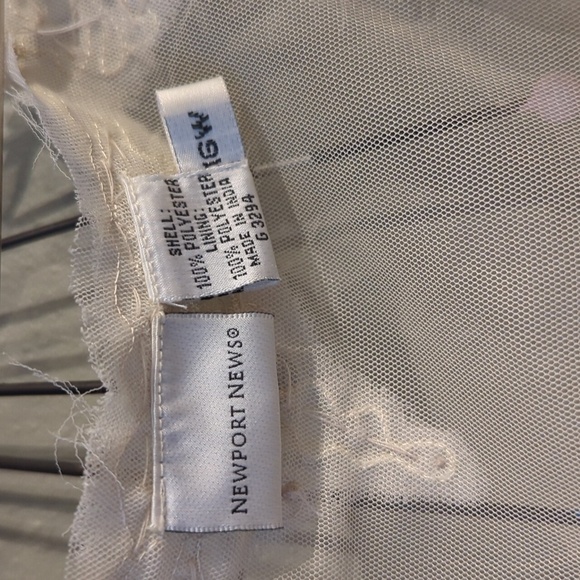 16W
SHELL:
100% POLYESTER
LINING:
100% POLYESTER
MADE IN INDIA
G 3294
NEWPORT NEWS®